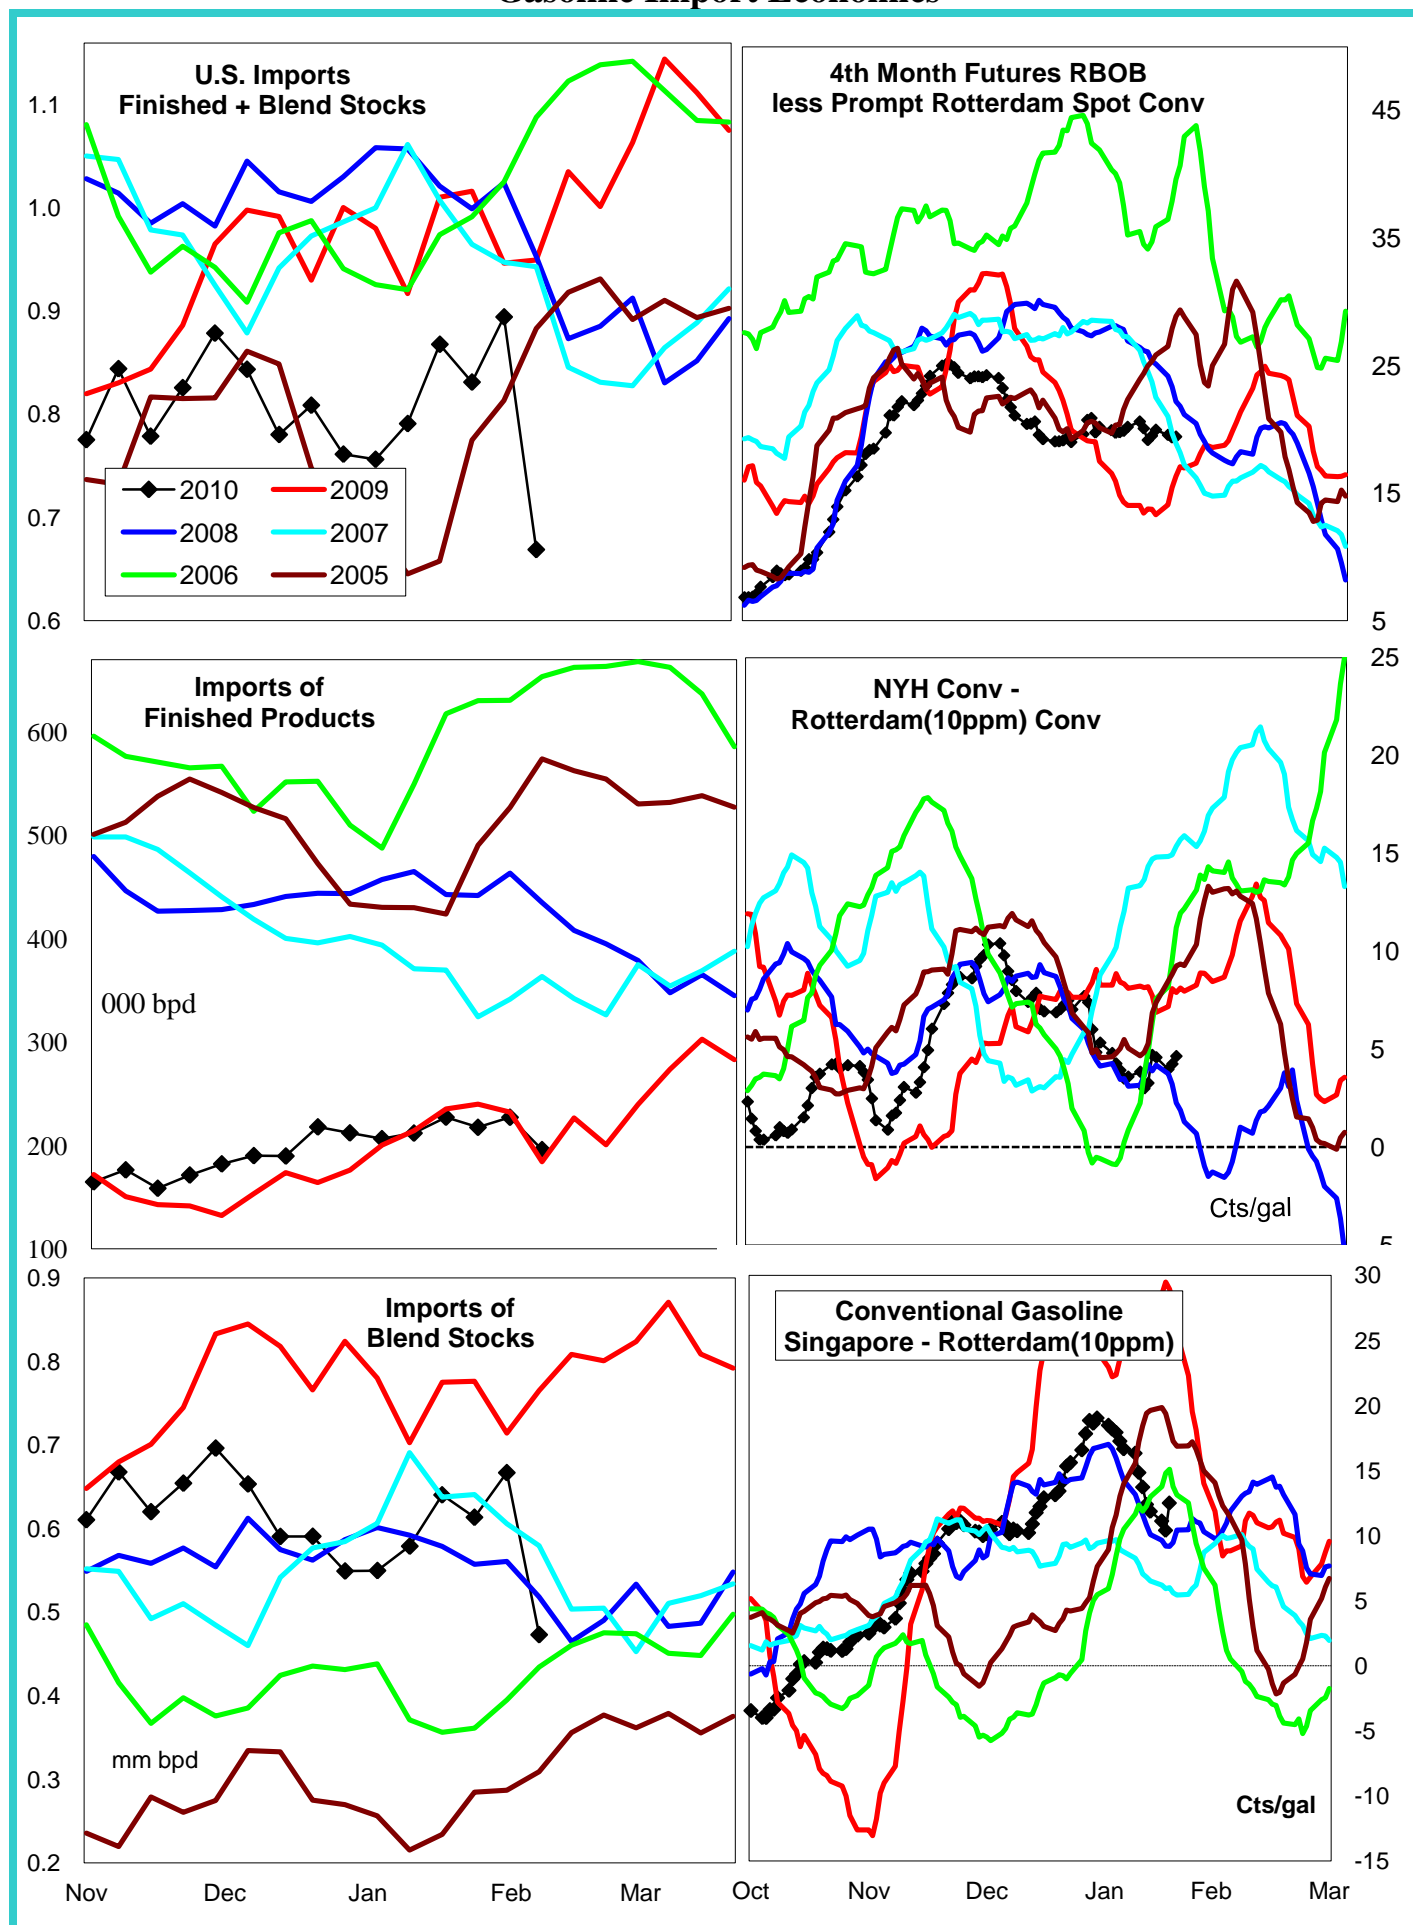 Gasoline Import Economics
U.S. Imports
Finished + Blend Stocks
1.1
1.0
0.9
0.8
0.7
0.6
2010
2009
2008
2007
2006
2005
4th Month Futures RBOB
less Prompt Rotterdam Spot Conv
45
35
25
15
5
Imports of
Finished Products
600
500
400
300
200
100
000 bpd
NYH Conv -
Rotterdam(10ppm) Conv
25
20
15
10
5
0
Cts/gal
Imports of
Blend Stocks
0.9
0.8
0.7
0.6
0.5
0.4
0.3
0.2
mm bpd
Nov
Dec
Jan
Feb
Mar
Conventional Gasoline
Singapore - Rotterdam(10ppm)
30
25
20
15
10
5
0
-5
-10
-15
Cts/gal
Oct
Nov
Dec
Jan
Feb
Mar